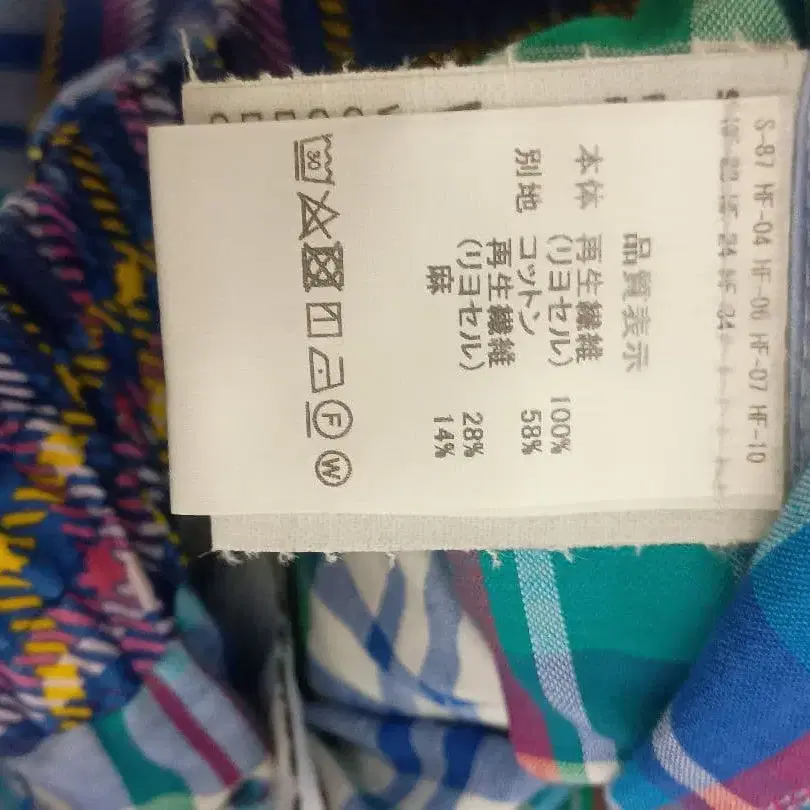 S-87 HF-04 HF-06 HF-07 HF-10
品質表示
本体 再生繊維
(リヨセル) 100%
別地 コットン 58%
再生繊維
(リヨセル) 28%
麻 14%
30
F
W